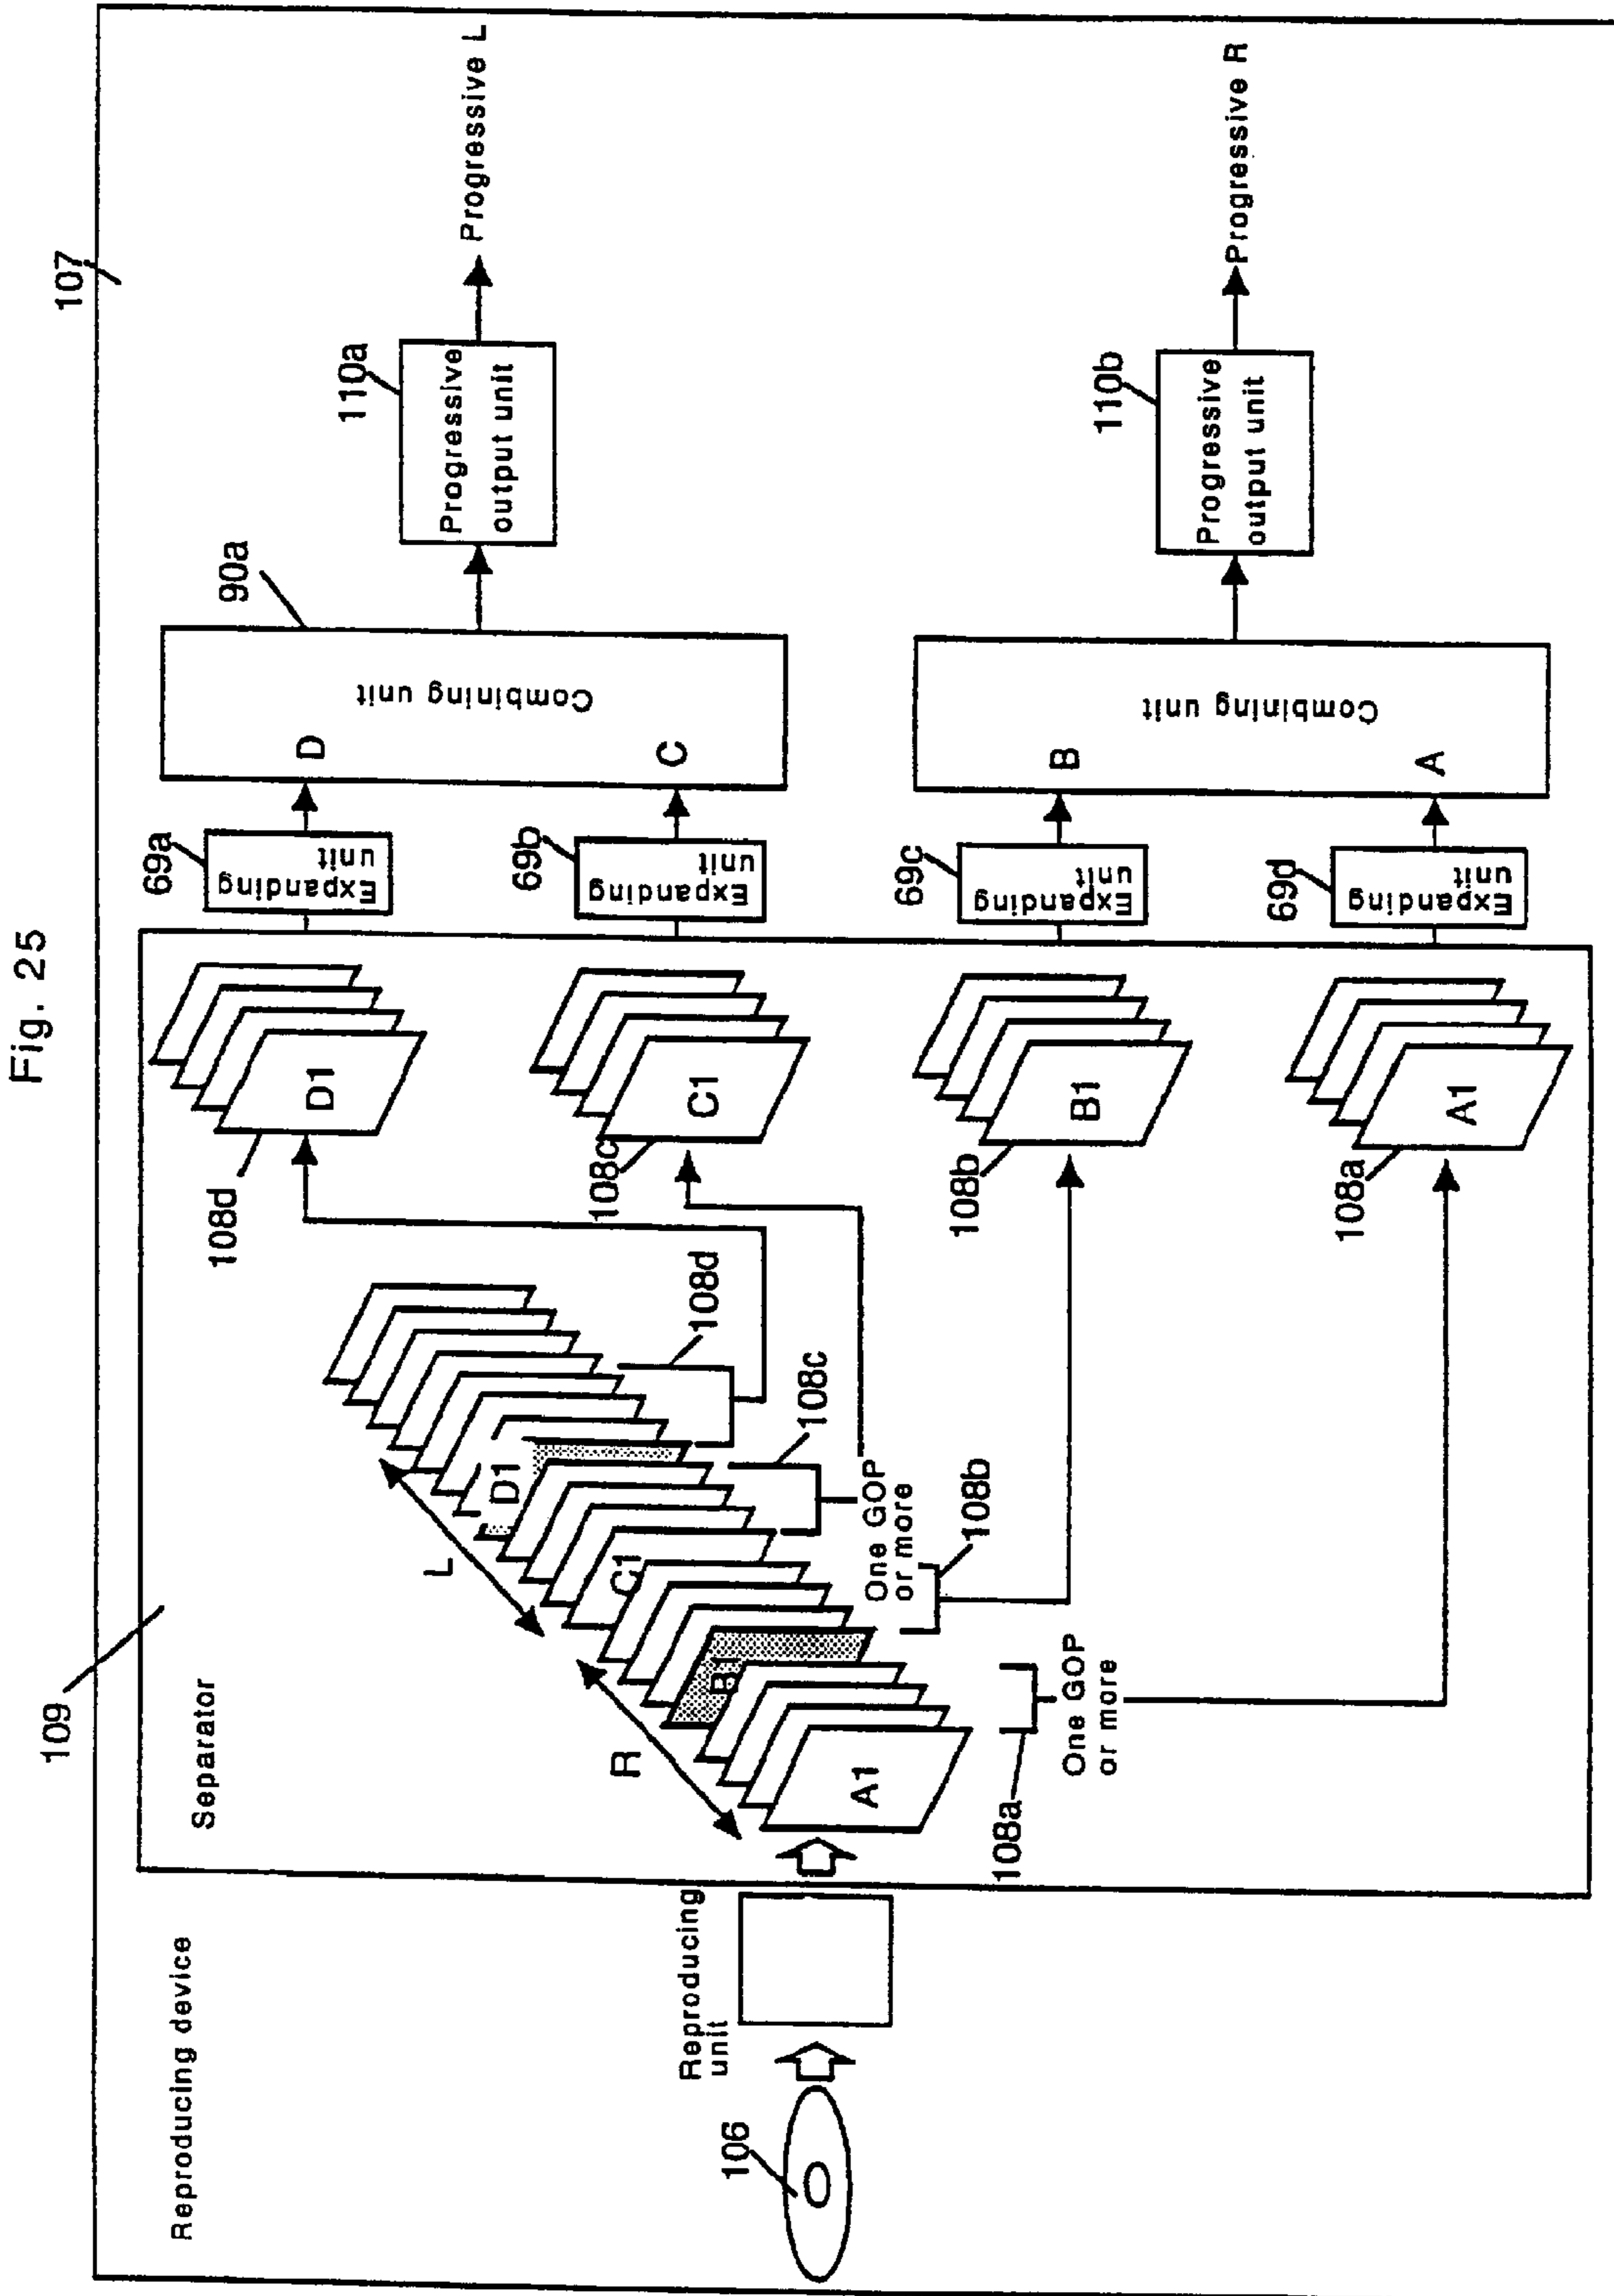 Fig. 25
107
Reproducing device
109
Separator
106
Reproducing
unit
R
L
A1
B1
C1
D1
108a
One GOP
or more
108b
One GOP
or more
108c
108d
108d
D1
108c
C1
108b
B1
108a
A1
69a
Expanding
unit
69b
Expanding
unit
69c
Expanding
unit
69d
Expanding
unit
90a
D
C
Combining unit
B
A
Combining unit
110a
Progressive
output unit
Progressive L
110b
Progressive
output unit
Progressive R